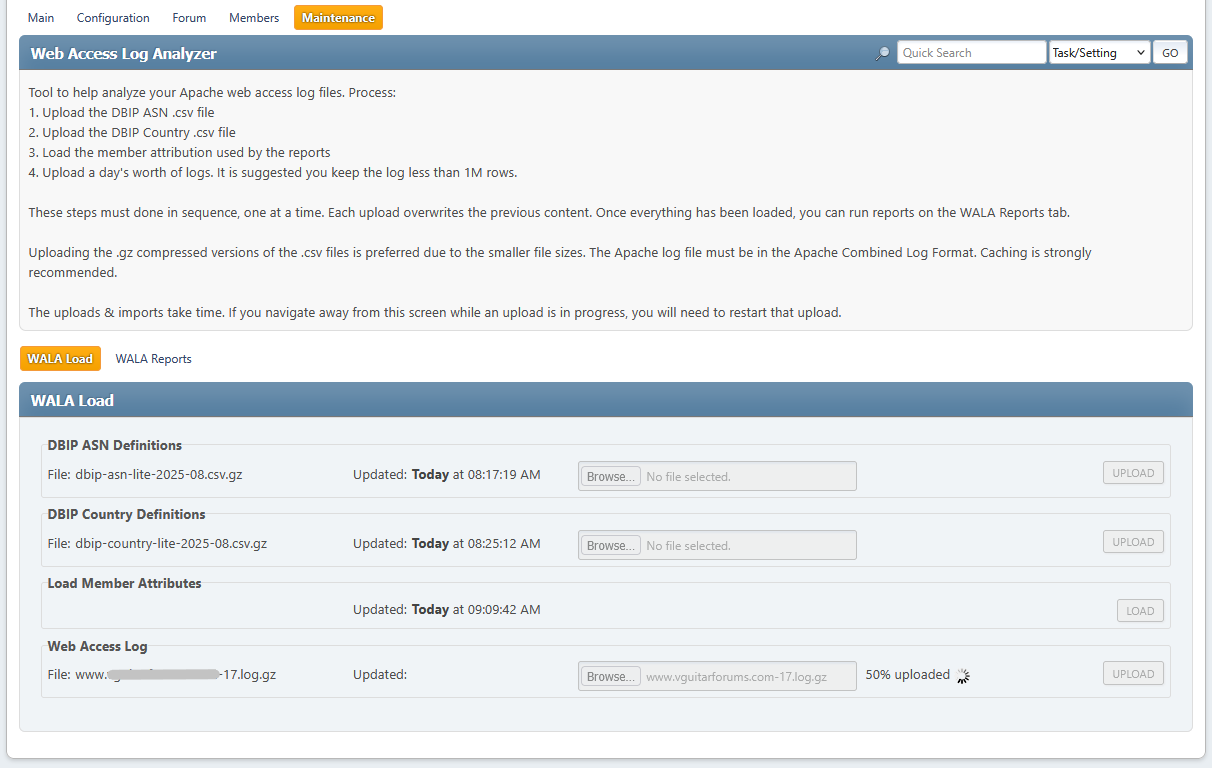 Main Configuration Forum Members Maintenance
Web Access Log Analyzer Quick Search Task/Setting GO
Tool to help analyze your Apache web access log files. Process:
1. Upload the DBIP ASN .csv file
2. Upload the DBIP Country .csv file
3. Load the member attribution used by the reports
4. Upload a day's worth of logs. It is suggested you keep the log less than 1M rows.
These steps must done in sequence, one at a time. Each upload overwrites the previous content. Once everything has been loaded, you can run reports on the WALA Reports tab.
Uploading the .gz compressed versions of the .csv files is preferred due to the smaller file sizes. The Apache log file must be in the Apache Combined Log Format. Caching is strongly
recommended.
The uploads & imports take time. If you navigate away from this screen while an upload is in progress, you will need to restart that upload.
WALA Load WALA Reports
WALA Load
DBIP ASN Definitions
File: dbip-asn-lite-2025-08.csv.gz Updated: Today at 08:17:19 AM Browse... No file selected. UPLOAD
DBIP Country Definitions
File: dbip-country-lite-2025-08.csv.gz Updated: Today at 08:25:12 AM Browse... No file selected. UPLOAD
Load Member Attributes
Updated: Today at 09:09:42 AM LOAD
Web Access Log
File: www. -17.log.gz Updated: Browse... www.vguitarforums.com-17.log.gz 50% uploaded UPLOAD